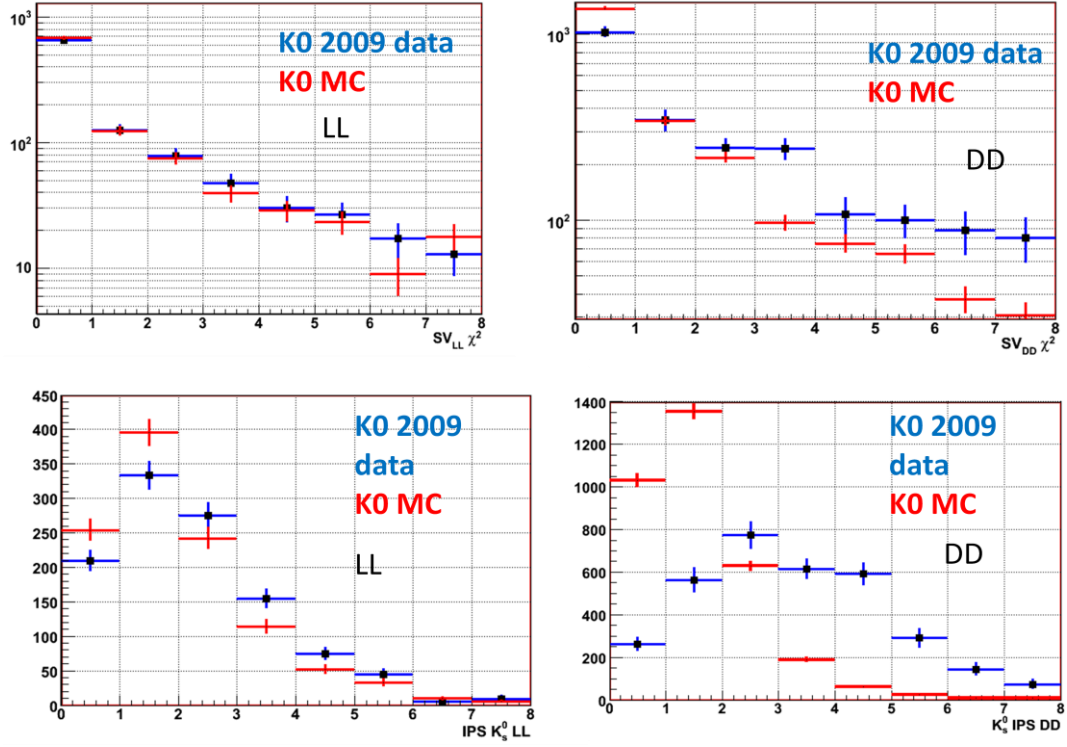 10³
10²
10
K0 2009 data
K0 MC
LL
0 1 2 3 4 5 6 7 8
SV_LL χ²
10³
10²
K0 2009 data
K0 MC
DD
0 1 2 3 4 5 6 7 8
SV_DD χ²
450
400
350
300
250
200
150
100
50
0
K0 2009
data
K0 MC
LL
0 1 2 3 4 5 6 7 8
IPS K_s^0 LL
1400
1200
1000
800
600
400
200
0
K0 2009
data
K0 MC
DD
0 1 2 3 4 5 6 7 8
K_s^0 IPS DD